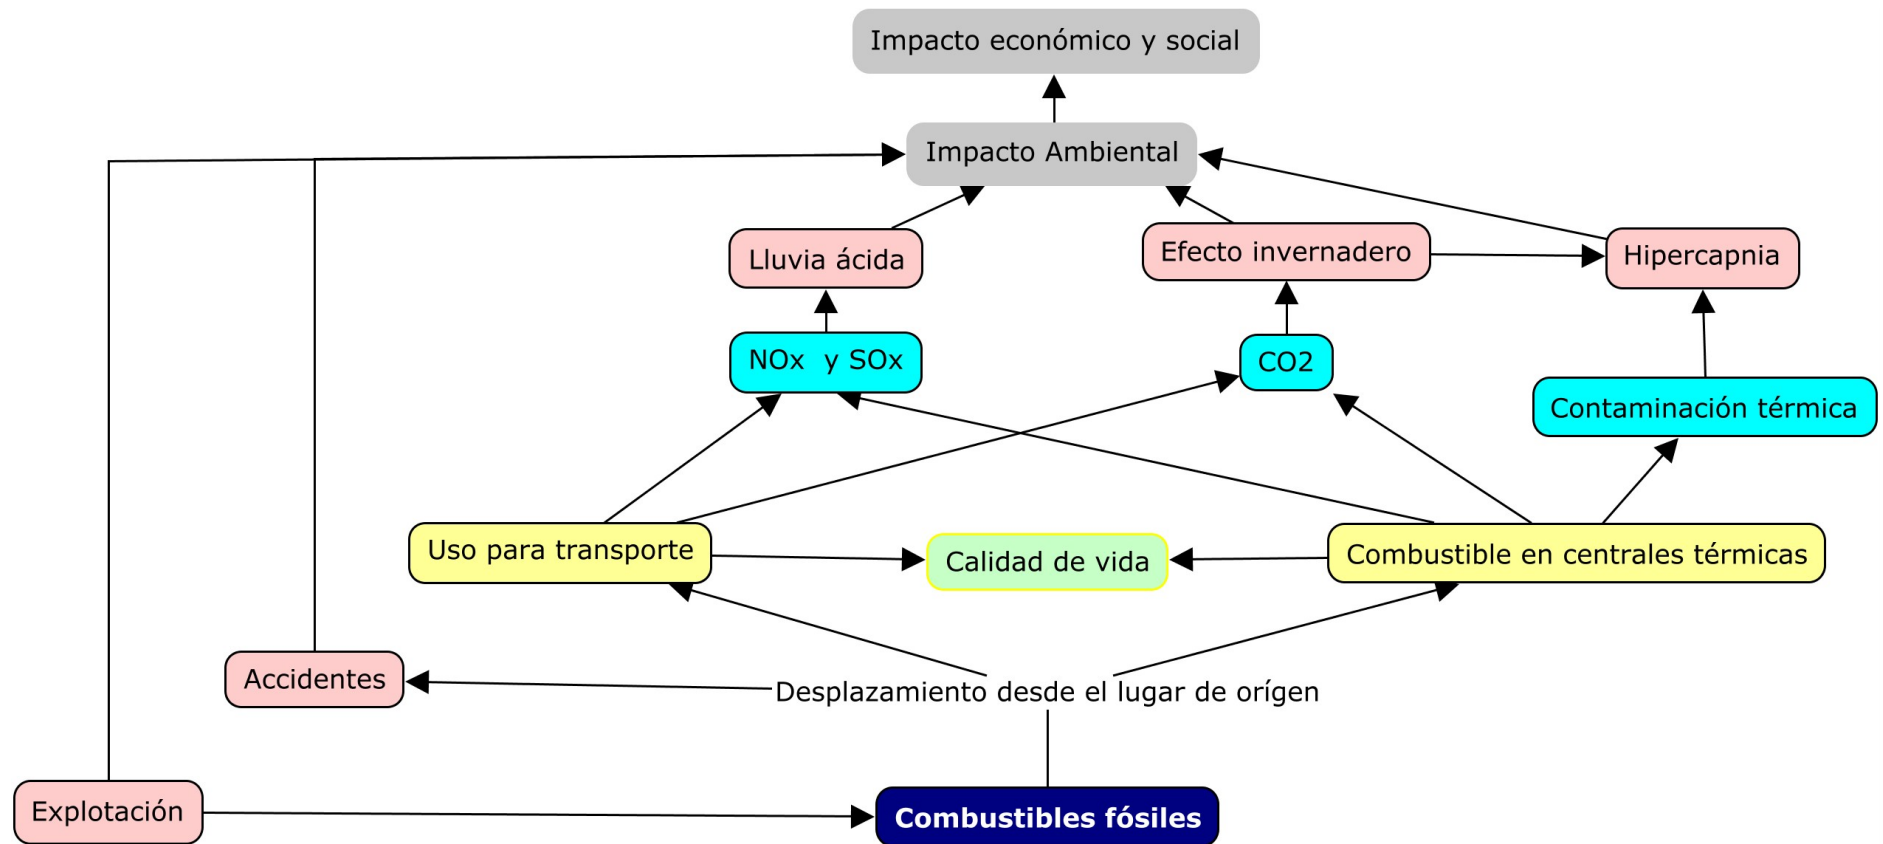 Impacto económico y social
Impacto Ambiental
Lluvia ácida
Efecto invernadero
Hipercapnia
NOx  y SOx
CO2
Contaminación térmica
Uso para transporte
Calidad de vida
Combustible en centrales térmicas
Accidentes
Desplazamiento desde el lugar de orígen
Explotación
Combustibles fósiles